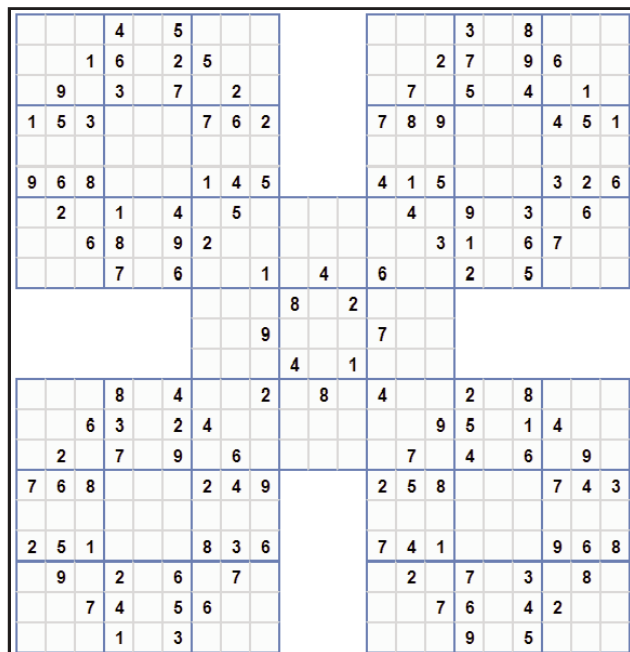 4 5 3 8
1 6 2 5 2 7 9 6
9 3 7 2 7 5 4 1
1 5 3 7 6 2 7 8 9 4 5 1
9 6 8 1 4 5 4 1 5 3 2 6
2 1 4 5 4 9 3 6
6 8 9 2 3 1 6 7
7 6 1 4 6 2 5
8 2
9 7
4 1
8 4 2 8 4 2 8
6 3 2 4 9 5 1 4
2 7 9 6 7 4 6 9
7 6 8 2 4 9 2 5 8 7 4 3
2 5 1 8 3 6 7 4 1 9 6 8
9 2 6 7 2 7 3 8
7 4 5 6 7 6 4 2
1 3 9 5